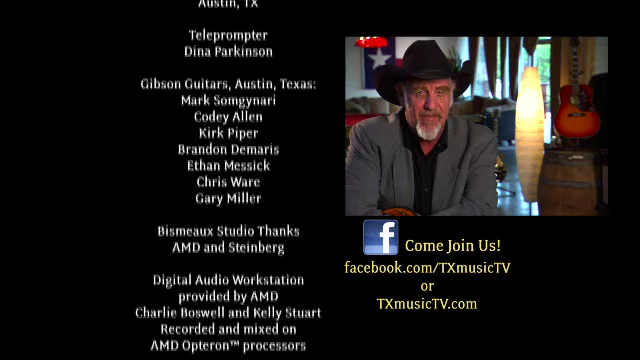 Austin, TX
Teleprompter
Dina Parkinson
Gibson Guitars, Austin, Texas:
Mark Somgynari
Codey Allen
Kirk Piper
Brandon Demaris
Ethan Messick
Chris Ware
Gary Miller
Bismeaux Studio Thanks
AMD and Steinberg
Digital Audio Workstation
provided by AMD
Charlie Boswell and Kelly Stuart
Recorded and mixed on
AMD Opteron™ processors
f Come Join Us!
facebook.com/TXmusicTV
or
TXmusicTV.com